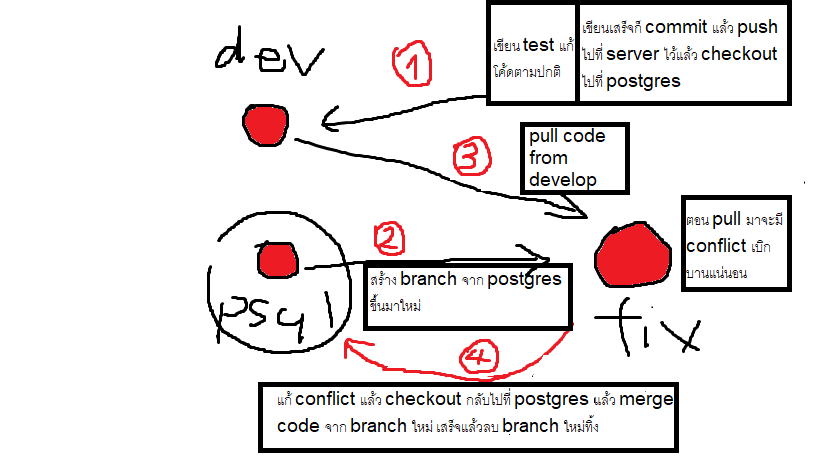 dev
1
เขียน test แก้
โค้ดตามปกติ
เขียนเสร็จก็ commit แล้ว push
ไปที่ server ไว้แล้ว checkout
ไปที่ postgres
3
pull code
from
develop
2
psql
สร้าง branch จาก postgres
ขึ้นมาใหม่
fix
ตอน pull มาจะมี
conflict เบิก
บานแน่นอน
4
แก้ conflict แล้ว checkout กลับไปที่ postgres แล้ว merge
code จาก branch ใหม่ เสร็จแล้วลบ branch ใหม่ทิ้ง